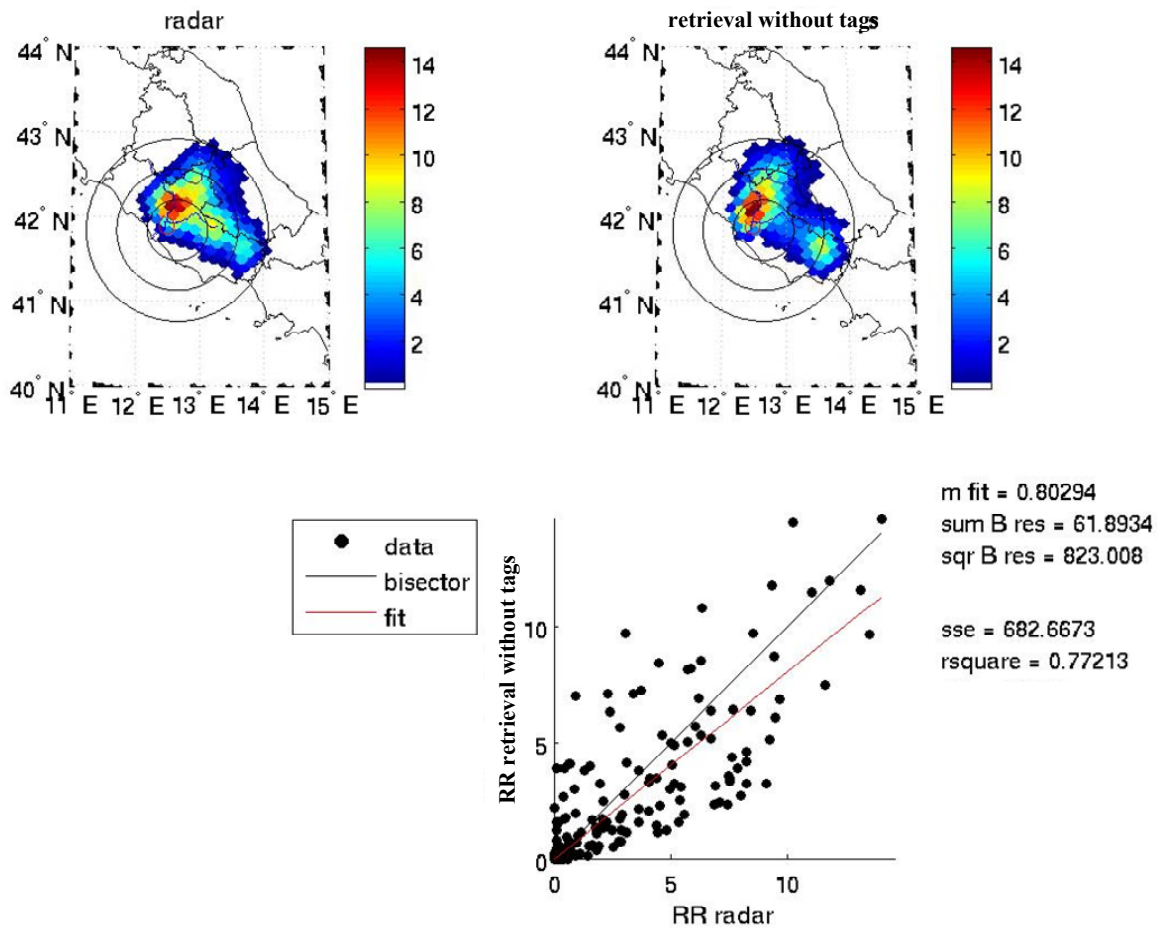 radar
44° N
43° N
42° N
41° N
40° N
11° E 12° E 13° E 14° E 15° E
14
12
10
8
6
4
2
retrieval without tags
44° N
43° N
42° N
41° N
40° N
11° E 12° E 13° E 14° E 15° E
14
12
10
8
6
4
2
data
bisector
fit
RR retrieval without tags
10
5
0
0 5 10
RR radar
m fit = 0.80294
sum B res = 61.8934
sqr B res = 823.008
sse = 682.6673
rsquare = 0.77213